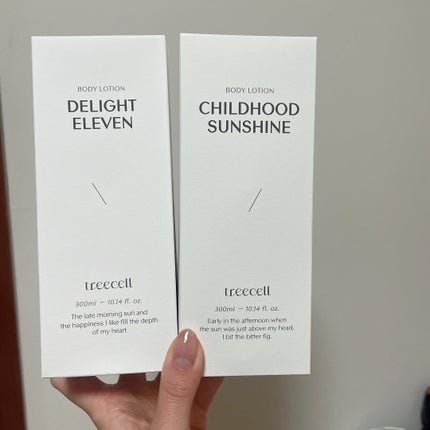 BODY LOTION
DELIGHT
ELEVEN
treecell
300ml – 10.14 fl. oz.
The late morning sun and
the happiness I like fill the depth
of my heart.
BODY LOTION
CHILDHOOD
SUNSHINE
treecell
300ml – 10.14 fl. oz.
Early in the afternoon when
the sun was just above my head,
I bit the bitter fig.